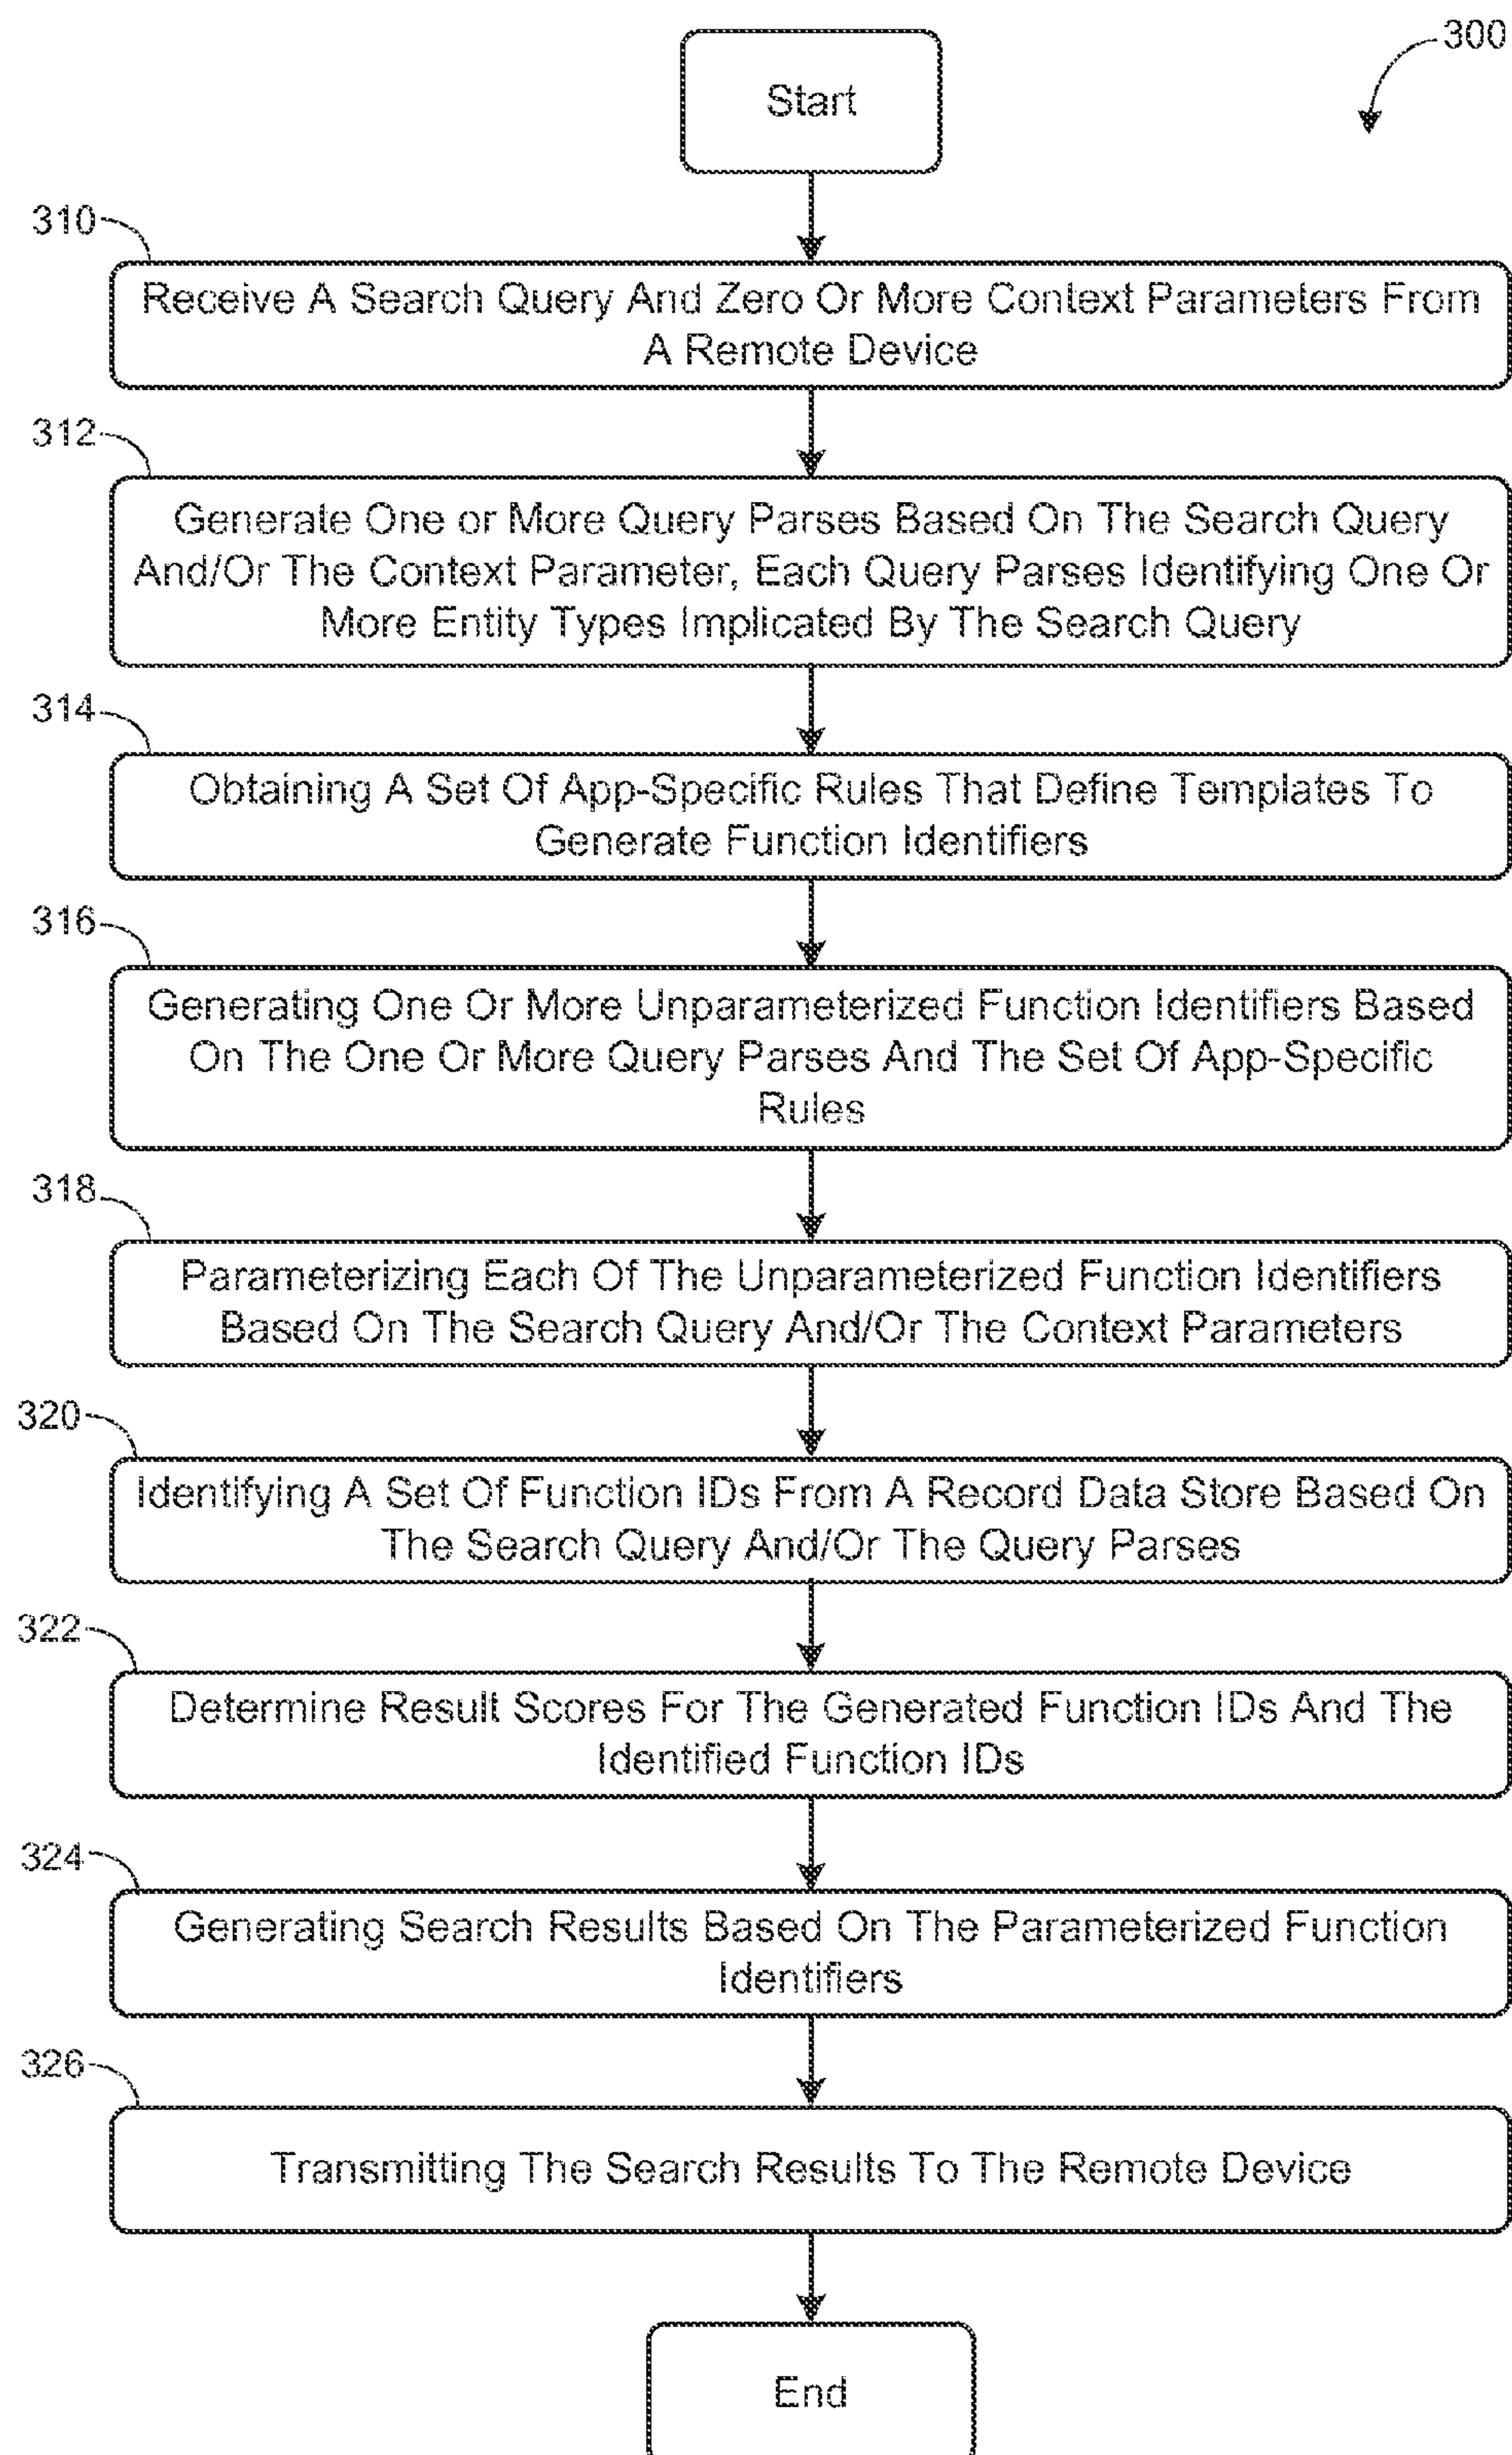 300
Start
310
Receive A Search Query And Zero Or More Context Parameters From
A Remote Device
312
Generate One or More Query Parses Based On The Search Query
And/Or The Context Parameter, Each Query Parses Identifying One Or
More Entity Types Implicated By The Search Query
314
Obtaining A Set Of App-Specific Rules That Define Templates To
Generate Function Identifiers
316
Generating One Or More Unparameterized Function Identifiers Based
On The One Or More Query Parses And The Set Of App-Specific
Rules
318
Parameterizing Each Of The Unparameterized Function Identifiers
Based On The Search Query And/Or The Context Parameters
320
Identifying A Set Of Function IDs From A Record Data Store Based On
The Search Query And/Or The Query Parses
322
Determine Result Scores For The Generated Function IDs And The
Identified Function IDs
324
Generating Search Results Based On The Parameterized Function
Identifiers
326
Transmitting The Search Results To The Remote Device
End